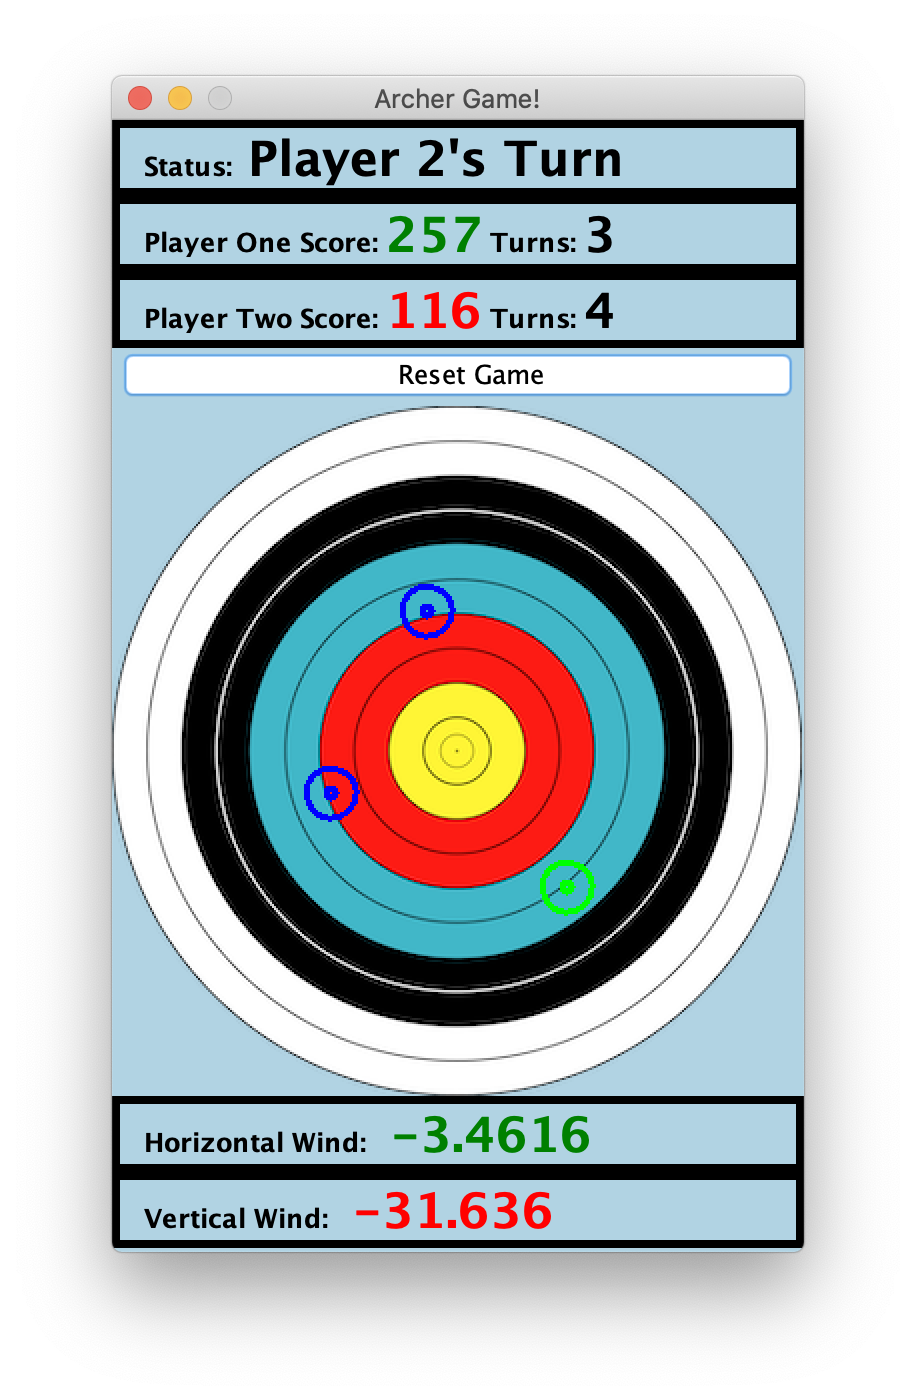 Archer Game!
Status: Player 2's Turn
Player One Score: 257 Turns: 3
Player Two Score: 116 Turns: 4
Reset Game
Horizontal Wind: -3.4616
Vertical Wind: -31.636